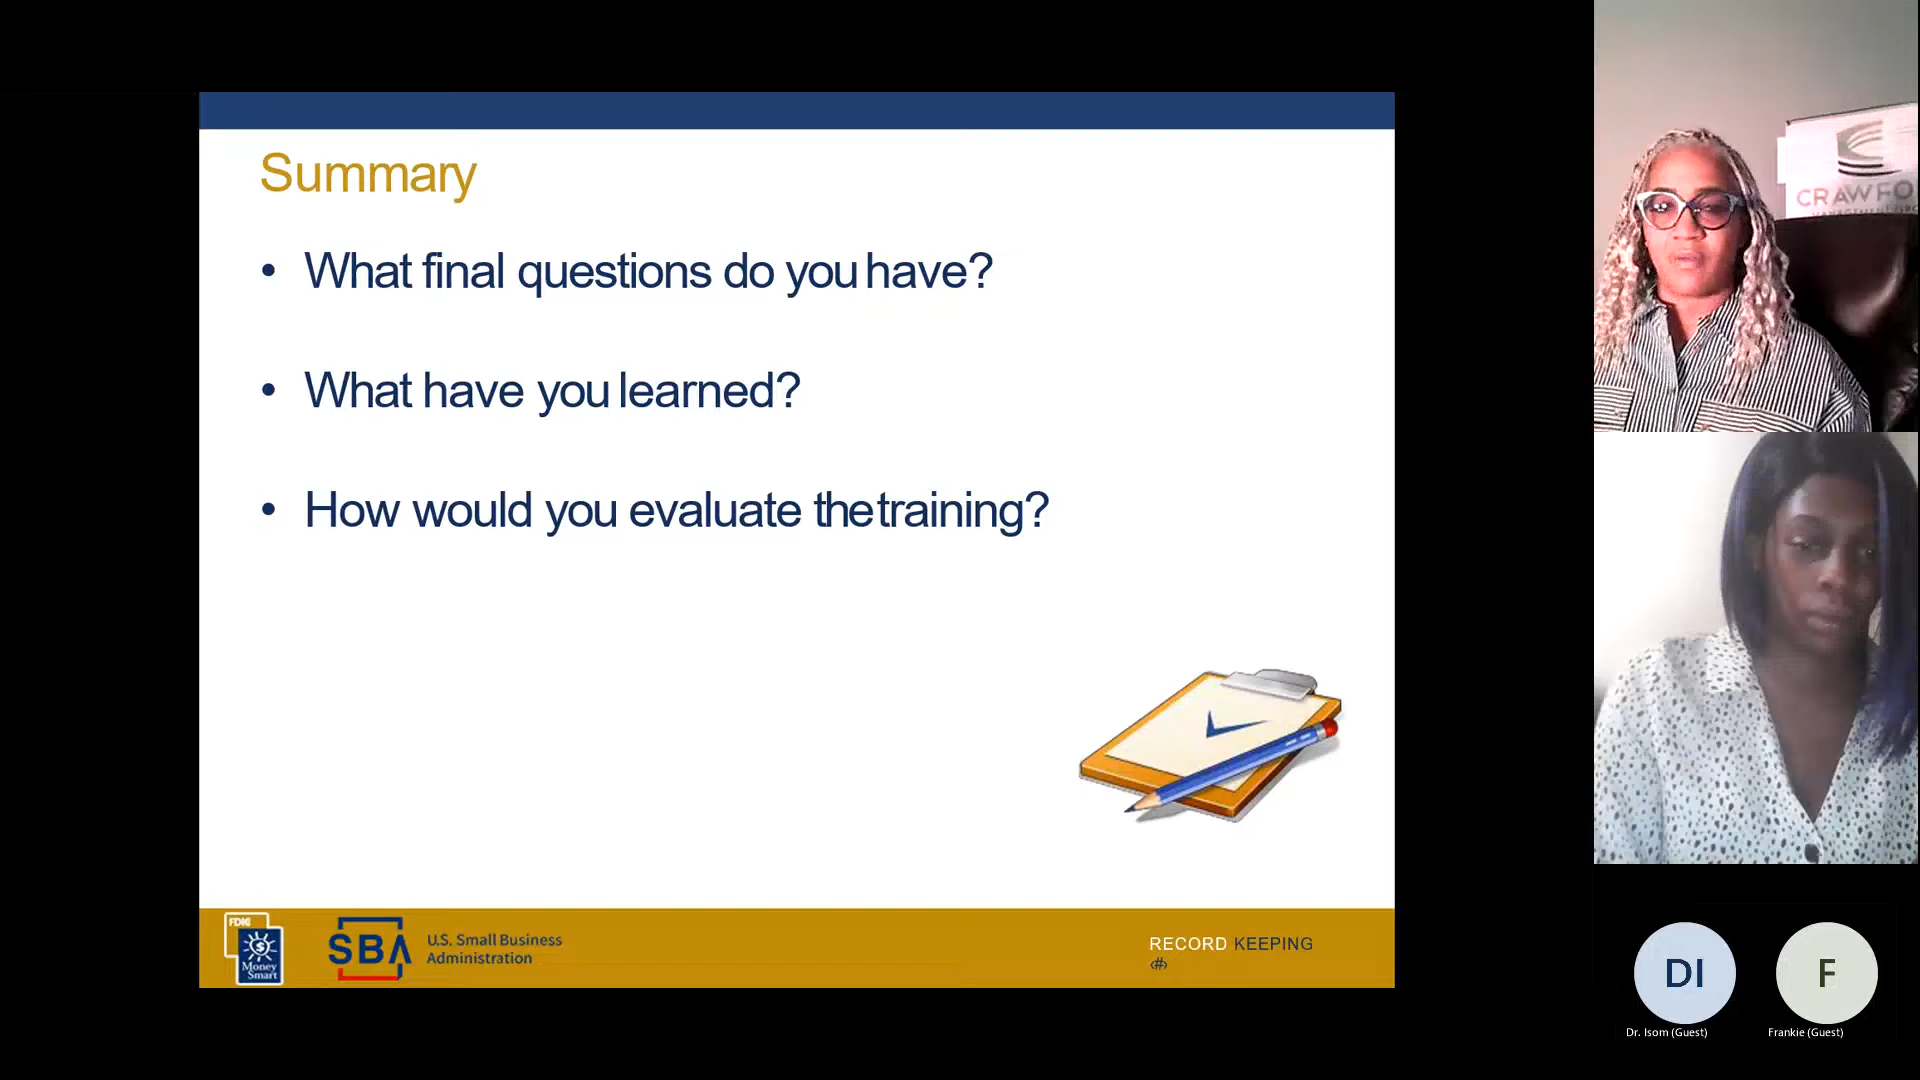 Summary
• What final questions do you have?
• What have you learned?
• How would you evaluate the training?
FDIC
Money
Smart
SBA
U.S. Small Business
Administration
RECORD KEEPING
‹#›
CRAWFO
DI
F
Dr. Isom (Guest)
Frankie (Guest)